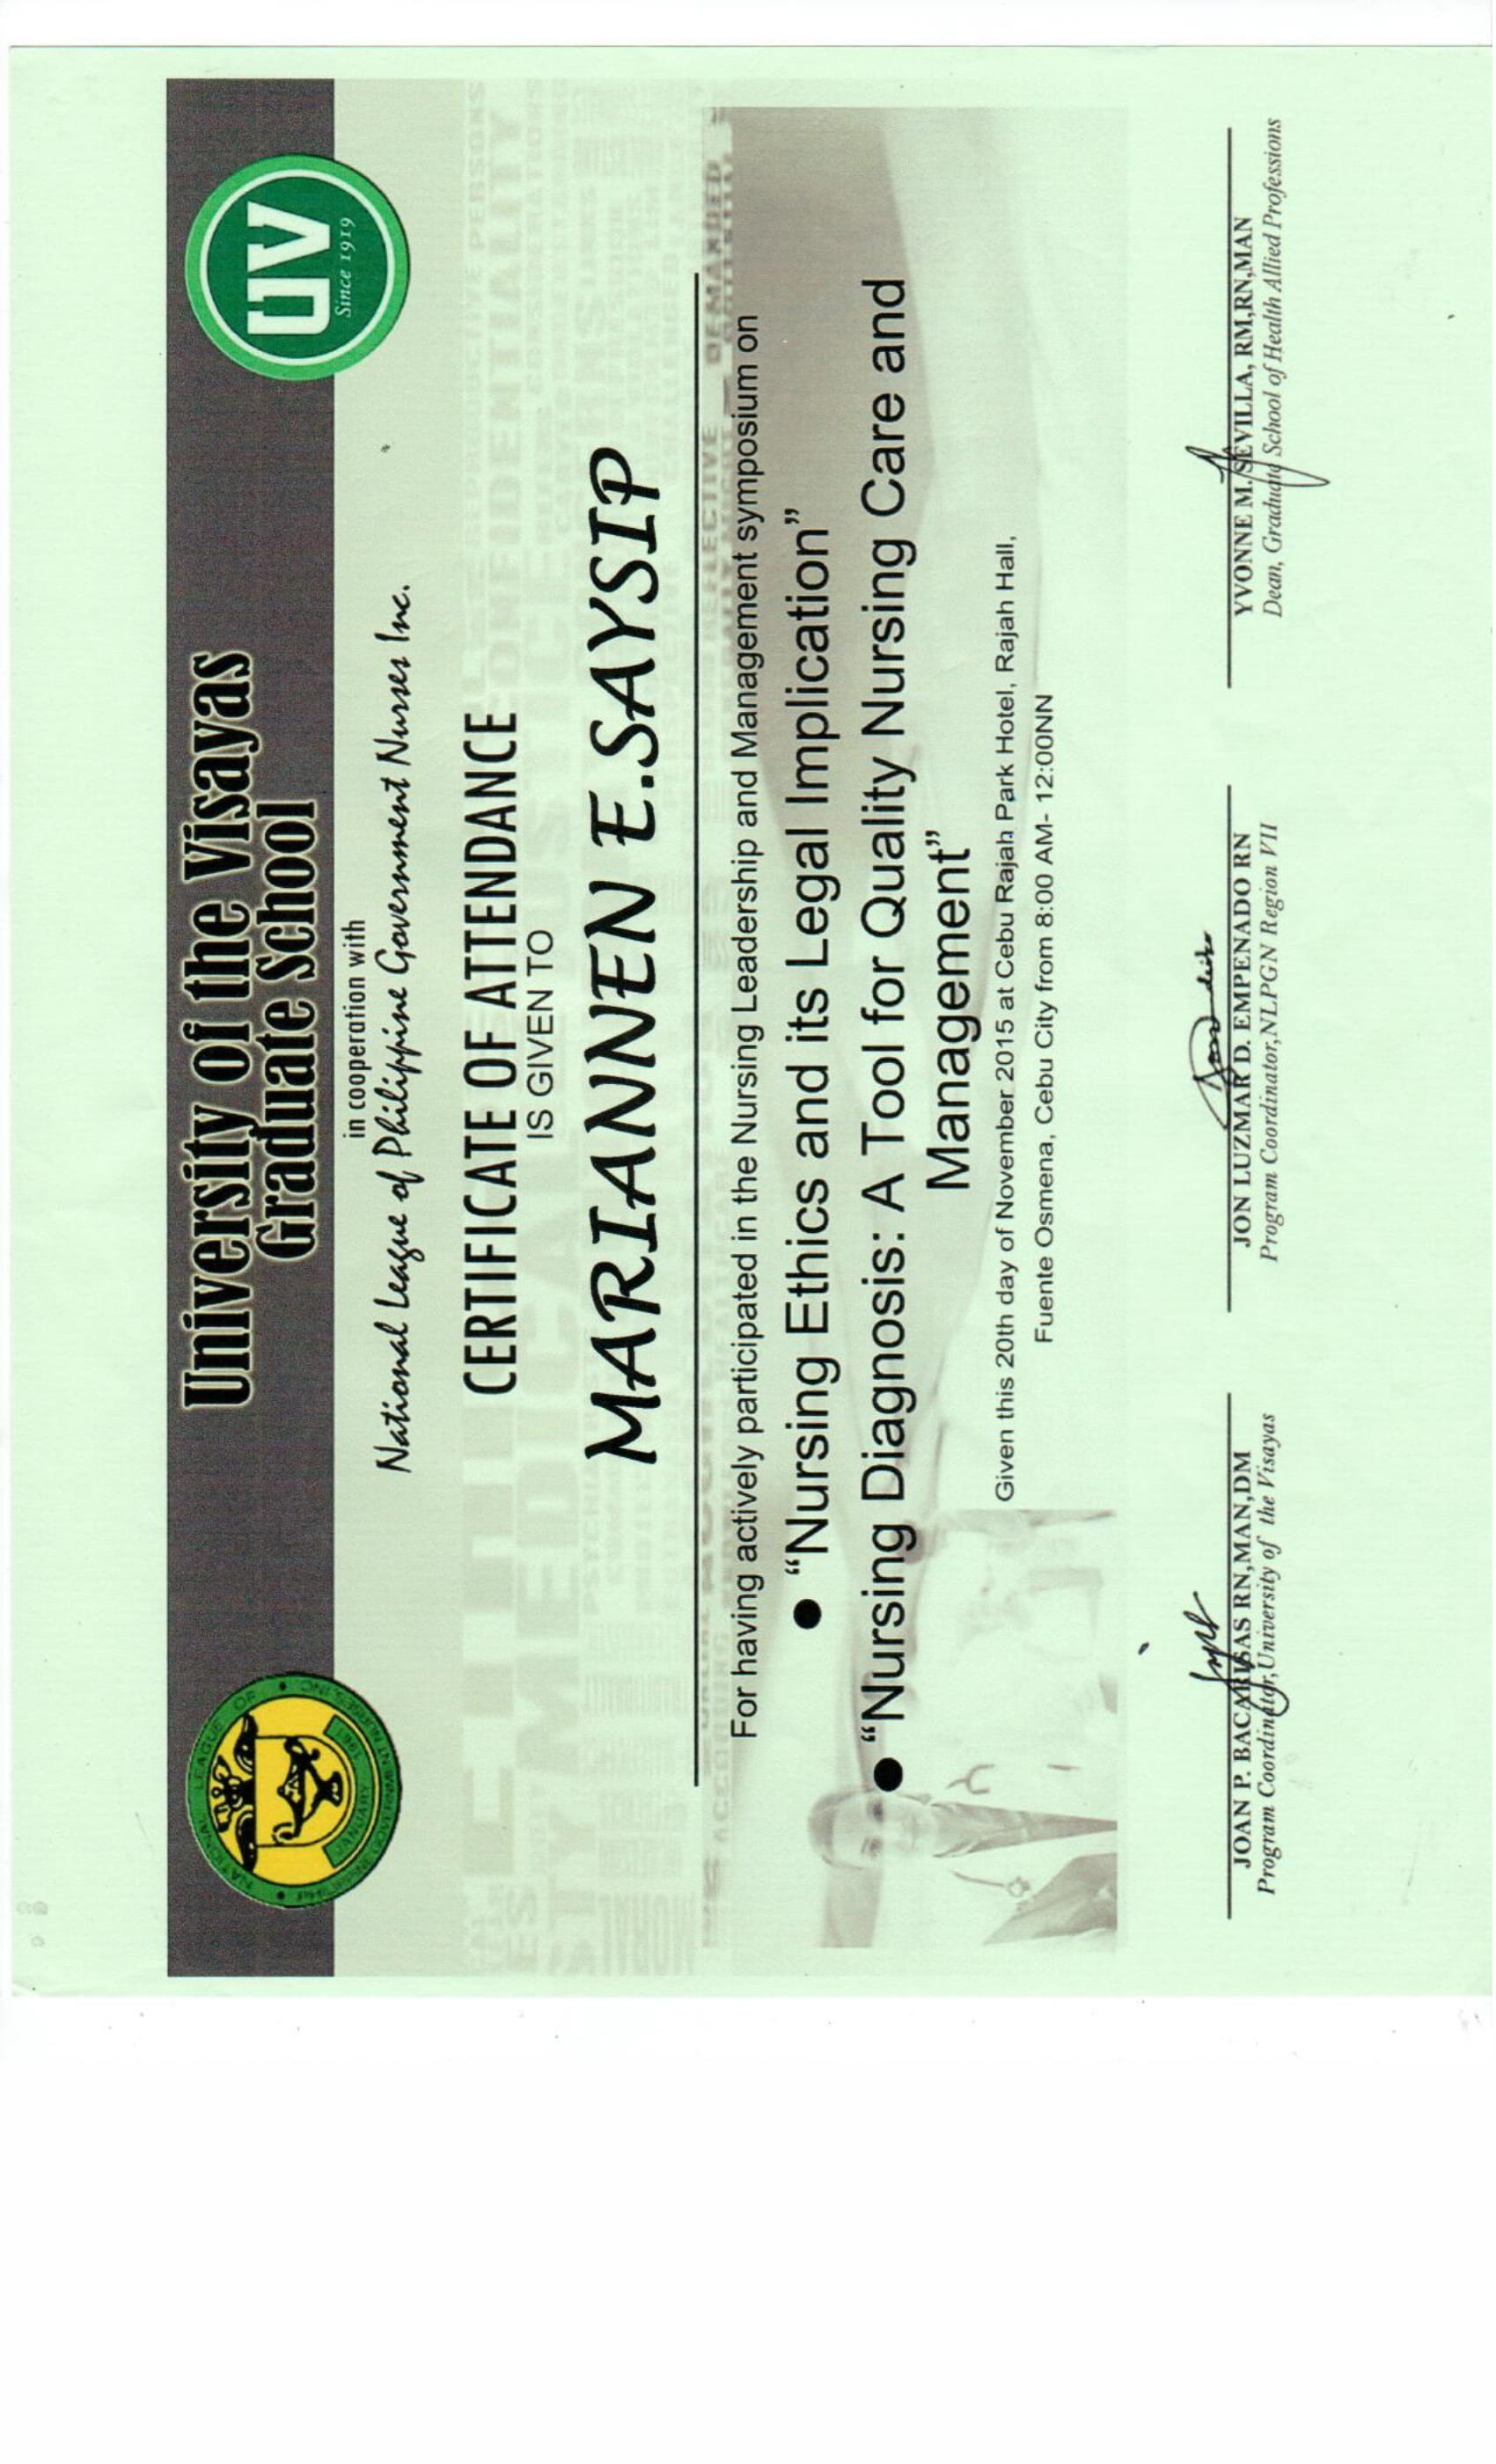 University of the Visayas
Graduate School
NATIONAL LEAGUE OF PHILIPPINE GOVERNMENT NURSES, INC.
JANUARY
UV
Since 1919
in cooperation with
National League of Philippine Government Nurses Inc.
CERTIFICATE OF ATTENDANCE
IS GIVEN TO
MARIANNEN E.SAYSIP
For having actively participated in the Nursing Leadership and Management symposium on
● “Nursing Ethics and its Legal Implication”
● “Nursing Diagnosis: A Tool for Quality Nursing Care and
Management”
Given this 20th day of November 2015 at Cebu Rajah Park Hotel, Rajah Hall,
Fuente Osmena, Cebu City from 8:00 AM- 12:00NN
JOAN P. BACARISAS RN,MAN,DM
Program Coordinator,University of the Visayas
JON LUZMAR D. EMPENADO RN
Program Coordinator,NLPGN Region VII
YVONNE M. SEVILLA, RM,RN,MAN
Dean, Graduate School of Health Allied Professions